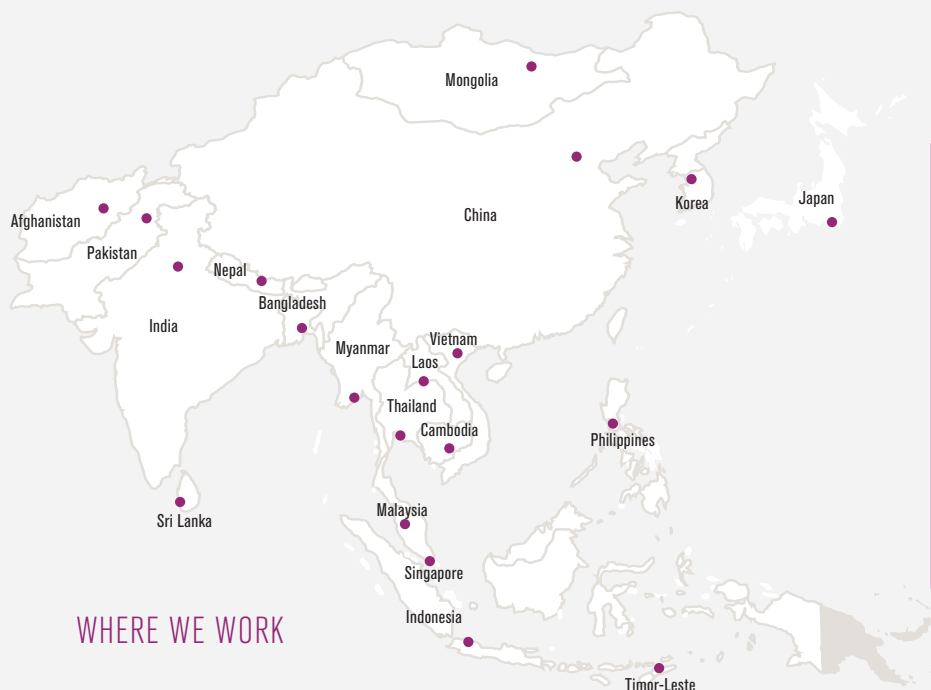 Mongolia
China
Korea
Japan
Afghanistan
Pakistan
Nepal
India
Bangladesh
Myanmar
Vietnam
Laos
Thailand
Cambodia
Philippines
Sri Lanka
Malaysia
Singapore
Indonesia
Timor-Leste
WHERE WE WORK